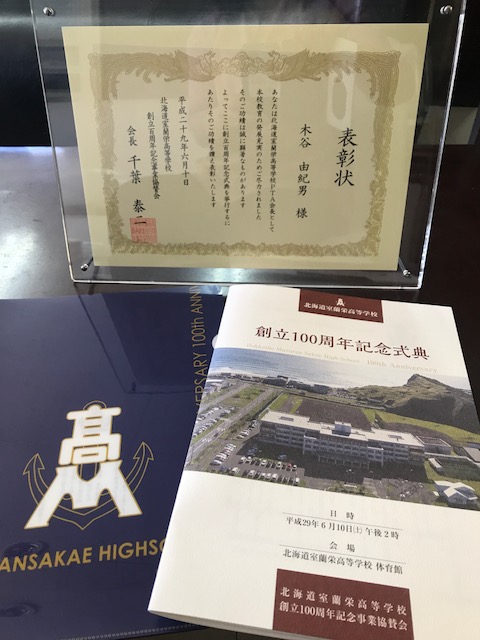 表彰状
木谷 由紀男 様
あなたは北海道室蘭栄高等学校PTA会長として
本校教育の発展充実のためご尽力されました
そのご功績は誠に顕著なものがあります
よってここに創立百周年記念式典を挙行するに
あたりそのご功績を讃え表彰いたします
平成二十九年六月十日
北海道室蘭栄高等学校
創立百周年記念事業協賛会
会長 千葉 泰二
北海道室蘭栄高等学校
創立100周年記念式典
Hokkaido Muroran Sakae High School 100th Anniversary
日 時
平成29年6月10日(土)午後2時
会 場
北海道室蘭栄高等学校 体育館
北海道室蘭栄高等学校
創立100周年記念事業協賛会
高
ANSAKAE HIGHSC
VERSARY 100th ANNI